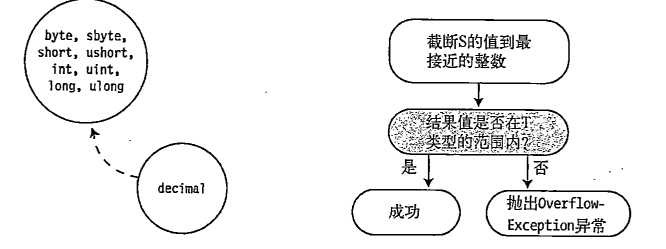 byte, sbyte,
short, ushort,
int, uint,
long, ulong
decimal
截断S的值到最
接近的整数
结果值是否在T
类型的范围内?
是
否
成功
抛出Overflow-
Exception异常